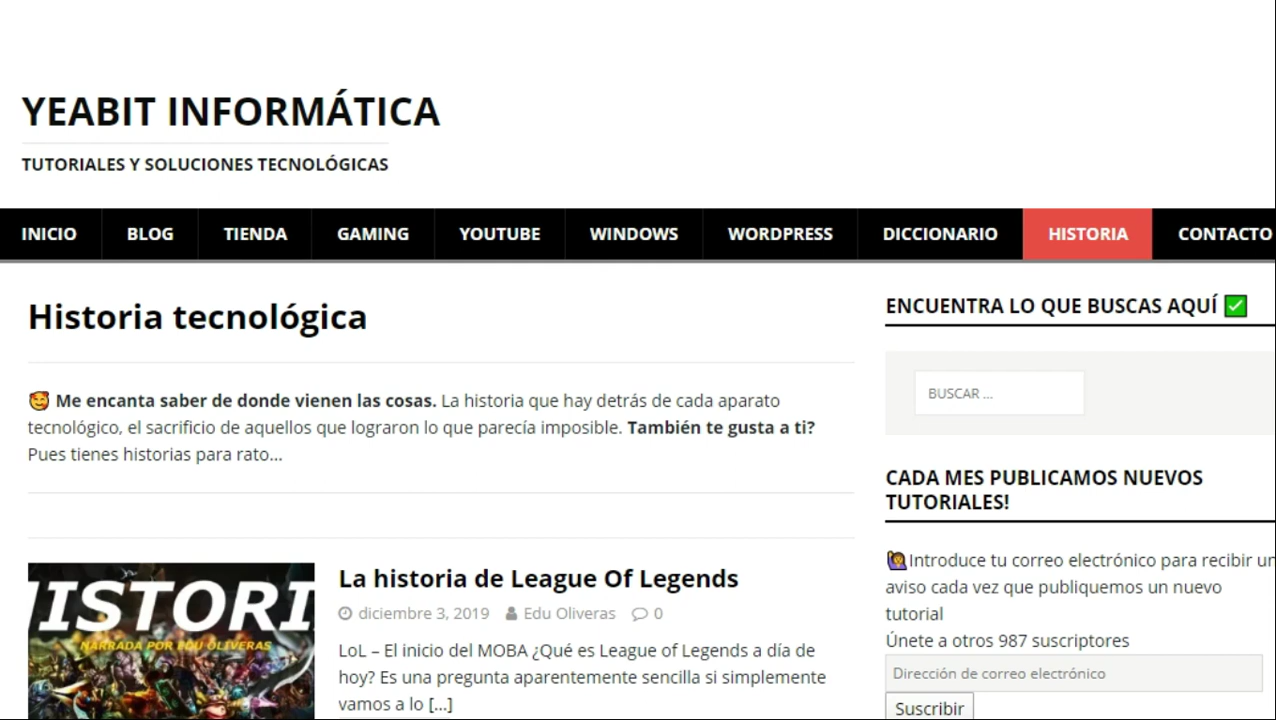 YEABIT INFORMÁTICA
TUTORIALES Y SOLUCIONES TECNOLÓGICAS
INICIO BLOG TIENDA GAMING YOUTUBE WINDOWS WORDPRESS DICCIONARIO HISTORIA CONTACTO
Historia tecnológica
🥰 Me encanta saber de donde vienen las cosas. La historia que hay detrás de cada aparato
tecnológico, el sacrificio de aquellos que lograron lo que parecía imposible. También te gusta a ti?
Pues tienes historias para rato...
ISTORI
NARRADA POR EDU OLIVERAS
La historia de League Of Legends
diciembre 3, 2019 Edu Oliveras 0
LoL – El inicio del MOBA ¿Qué es League of Legends a día de
hoy? Es una pregunta aparentemente sencilla si simplemente
vamos a lo [...]
ENCUENTRA LO QUE BUSCAS AQUÍ ✅
BUSCAR ...
CADA MES PUBLICAMOS NUEVOS
TUTORIALES!
🙋Introduce tu correo electrónico para recibir un
aviso cada vez que publiquemos un nuevo
tutorial
Únete a otros 987 suscriptores
Dirección de correo electrónico
Suscribir